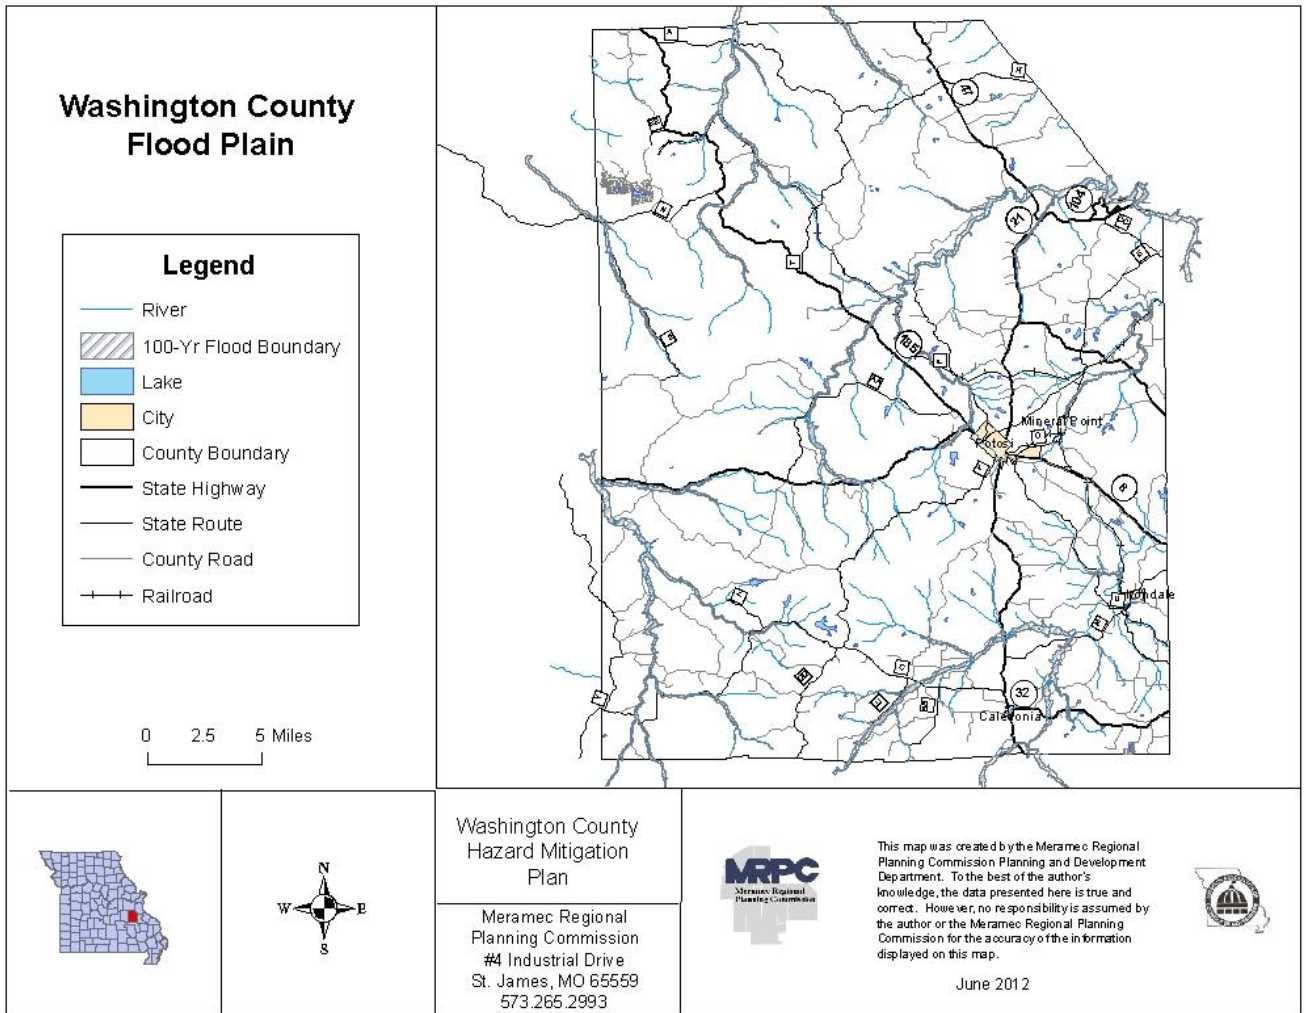 Washington County
Flood Plain
Legend
River
100-Yr Flood Boundary
Lake
City
County Boundary
State Highway
State Route
County Road
Railroad
0 2.5 5 Miles
A
47
104
21
T
185
F
Mineral Point
O
Potosi
8
Irondale
C
32
Caledonia
N
W E
S
Washington County
Hazard Mitigation
Plan
Meramec Regional
Planning Commission
#4 Industrial Drive
St. James, MO 65559
573.265.2993
MRPC
Meramec Regional
Planning Commission
This map was created by the Meramec Regional
Planning Commission Planning and Development
Department. To the best of the author's
knowledge, the data presented here is true and
correct. However, no responsibility is assumed by
the author or the Meramec Regional Planning
Commission for the accuracy of the information
displayed on this map.
June 2012